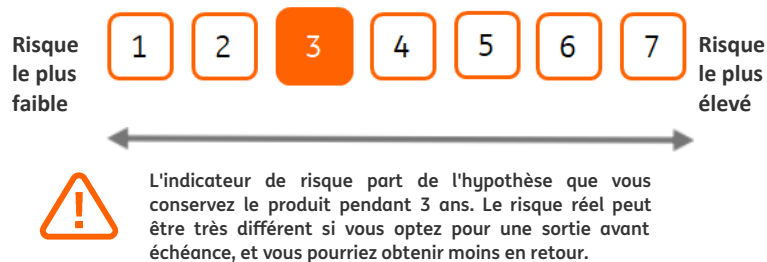 Risque
le plus
faible
1 2 3 4 5 6 7
Risque
le plus
élevé
!
L'indicateur de risque part de l'hypothèse que vous
conservez le produit pendant 3 ans. Le risque réel peut
être très différent si vous optez pour une sortie avant
échéance, et vous pourriez obtenir moins en retour.